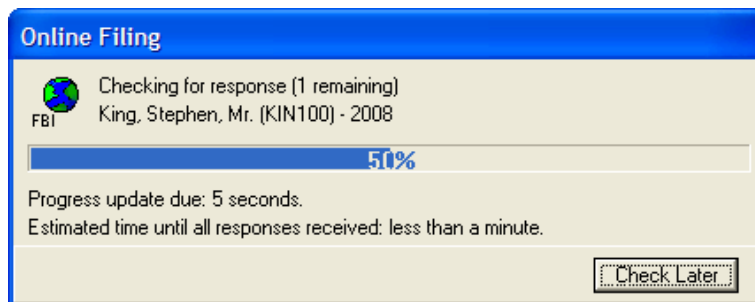 Online Filing
Checking for response (1 remaining)
King, Stephen, Mr. (KIN100) - 2008
FBI
50%
Progress update due: 5 seconds.
Estimated time until all responses received: less than a minute.
Check Later